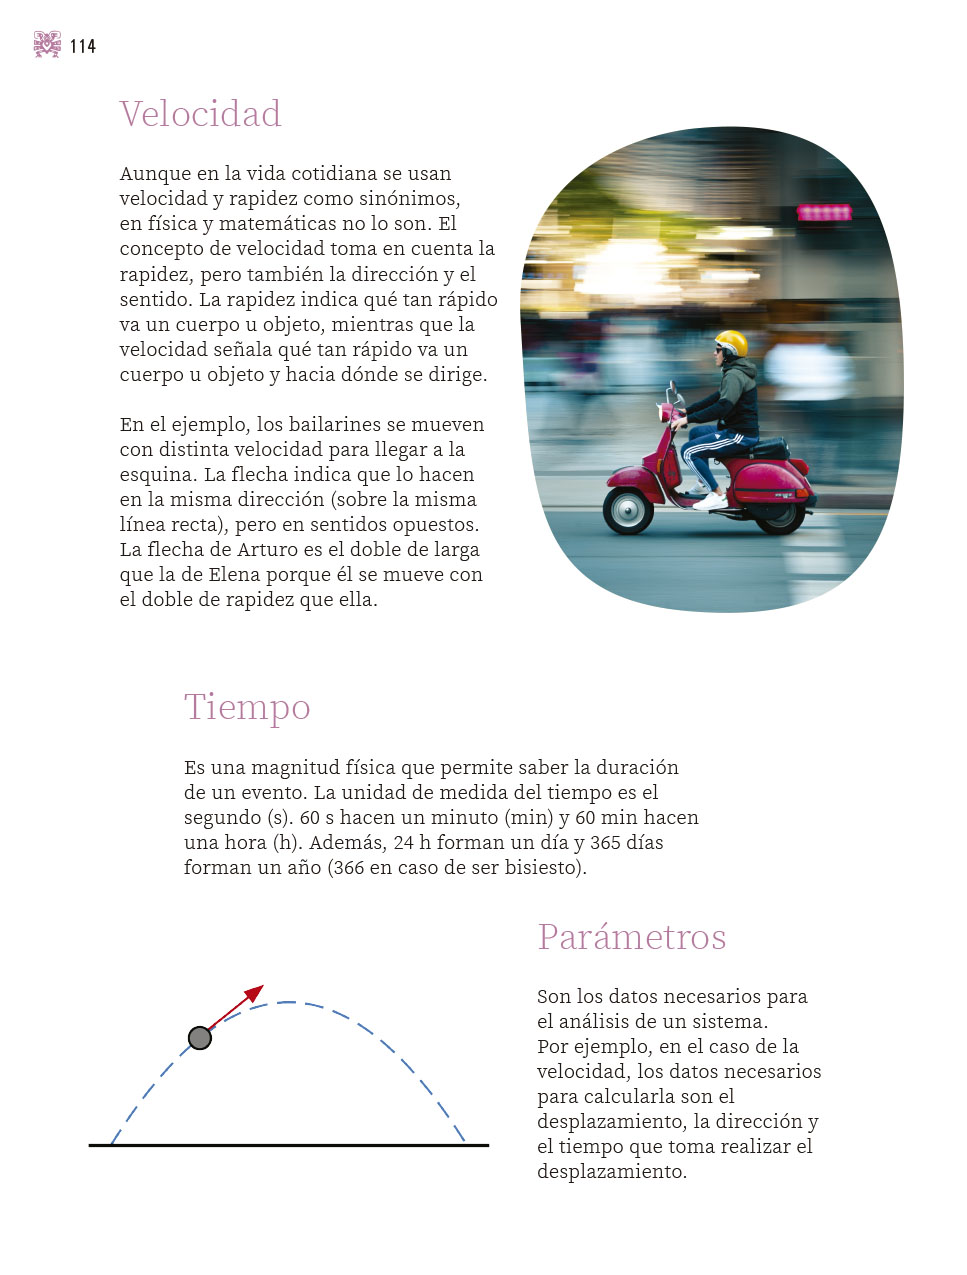 114
Velocidad
Aunque en la vida cotidiana se usan
velocidad y rapidez como sinónimos,
en física y matemáticas no lo son. El
concepto de velocidad toma en cuenta la
rapidez, pero también la dirección y el
sentido. La rapidez indica qué tan rápido
va un cuerpo u objeto, mientras que la
velocidad señala qué tan rápido va un
cuerpo u objeto y hacia dónde se dirige.
En el ejemplo, los bailarines se mueven
con distinta velocidad para llegar a la
esquina. La flecha indica que lo hacen
en la misma dirección (sobre la misma
línea recta), pero en sentidos opuestos.
La flecha de Arturo es el doble de larga
que la de Elena porque él se mueve con
el doble de rapidez que ella.
Tiempo
Es una magnitud física que permite saber la duración
de un evento. La unidad de medida del tiempo es el
segundo (s). 60 s hacen un minuto (min) y 60 min hacen
una hora (h). Además, 24 h forman un día y 365 días
forman un año (366 en caso de ser bisiesto).
Parámetros
Son los datos necesarios para
el análisis de un sistema.
Por ejemplo, en el caso de la
velocidad, los datos necesarios
para calcularla son el
desplazamiento, la dirección y
el tiempo que toma realizar el
desplazamiento.